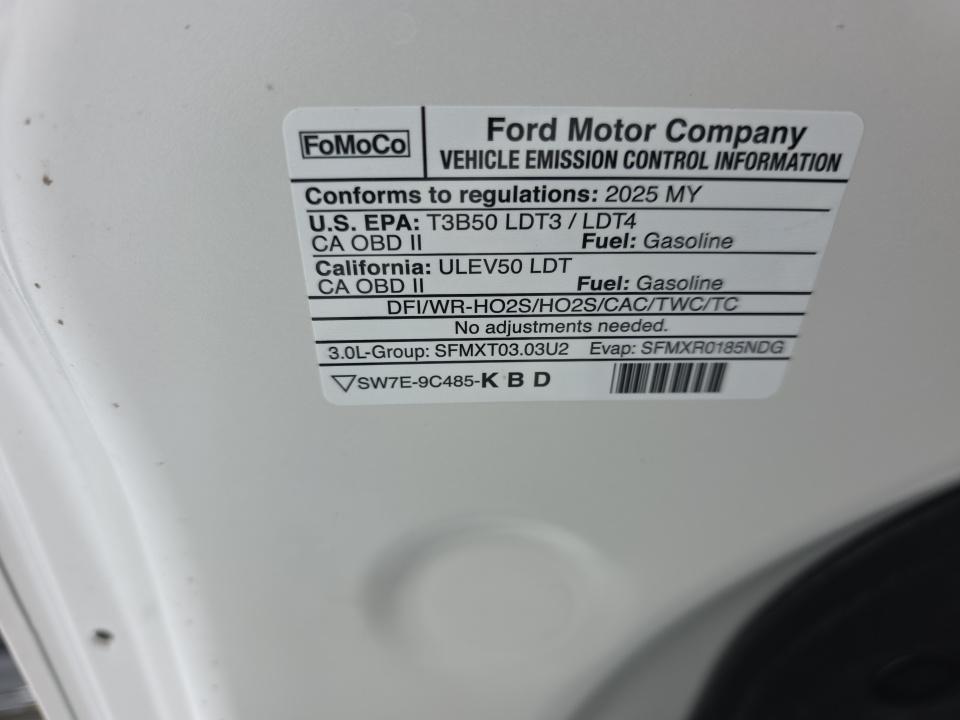 FoMoCo
Ford Motor Company
VEHICLE EMISSION CONTROL INFORMATION
Conforms to regulations: 2025 MY
U.S. EPA: T3B50 LDT3 / LDT4
CA OBD II Fuel: Gasoline
California: ULEV50 LDT
CA OBD II Fuel: Gasoline
DFI/WR-HO2S/HO2S/CAC/TWC/TC
No adjustments needed.
3.0L-Group: SFMXT03.03U2 Evap: SFMXR0185NDG
SW7E-9C485-K B D